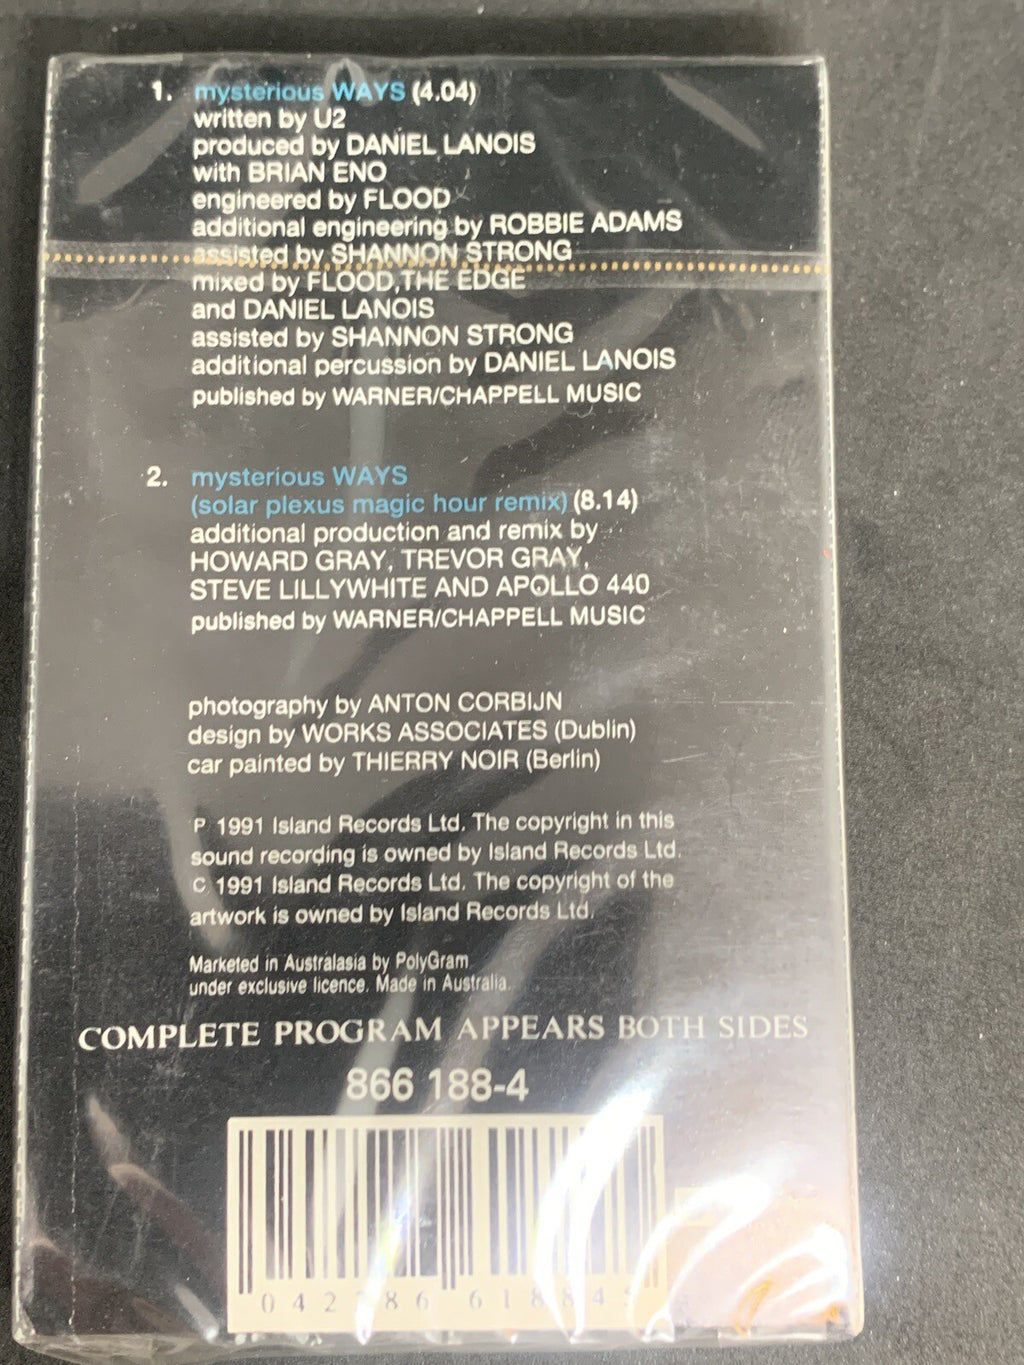 1. mysterious WAYS (4.04)
written by U2
produced by DANIEL LANOIS
with BRIAN ENO
engineered by FLOOD
additional engineering by ROBBIE ADAMS
assisted by SHANNON STRONG
mixed by FLOOD,THE EDGE
and DANIEL LANOIS
assisted by SHANNON STRONG
additional percussion by DANIEL LANOIS
published by WARNER/CHAPPELL MUSIC
2. mysterious WAYS
(solar plexus magic hour remix) (8.14)
additional production and remix by
HOWARD GRAY, TREVOR GRAY,
STEVE LILLYWHITE AND APOLLO 440
published by WARNER/CHAPPELL MUSIC
photography by ANTON CORBIJN
design by WORKS ASSOCIATES (Dublin)
car painted by THIERRY NOIR (Berlin)
P 1991 Island Records Ltd. The copyright in this
sound recording is owned by Island Records Ltd.
C 1991 Island Records Ltd. The copyright of the
artwork is owned by Island Records Ltd.
Marketed in Australasia by PolyGram
under exclusive licence. Made in Australia.
COMPLETE PROGRAM APPEARS BOTH SIDES
866 188-4